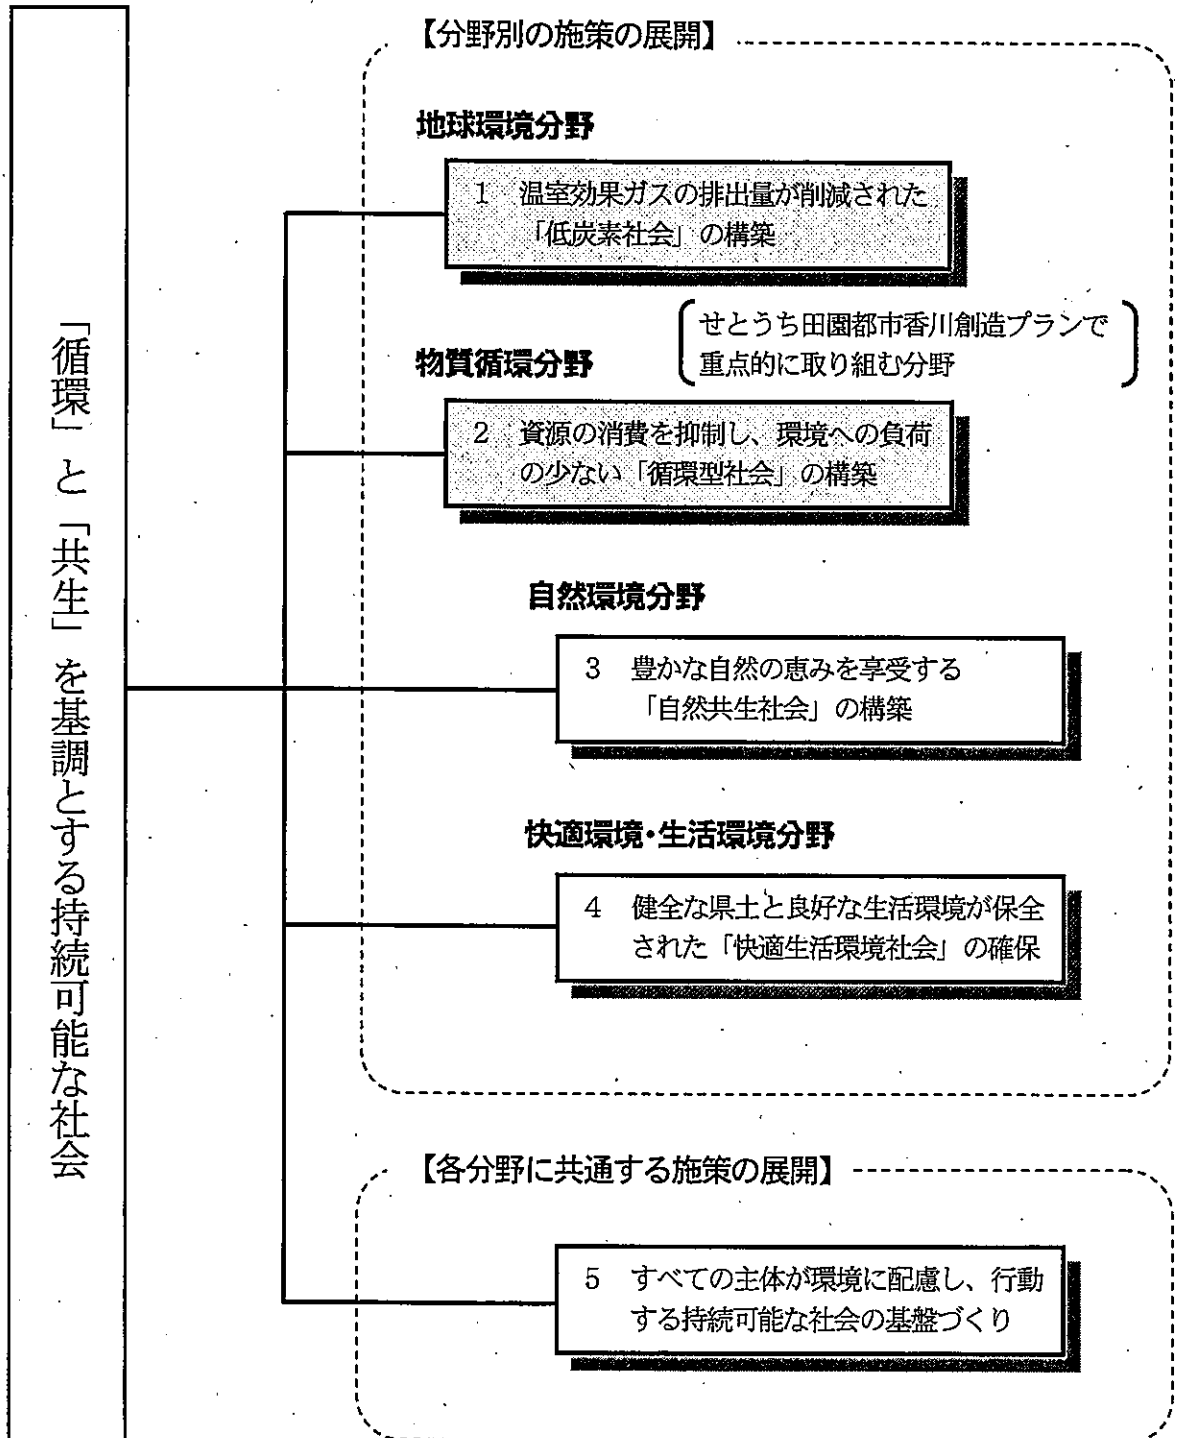 「循環」と「共生」を基調とする持続可能な社会
【分野別の施策の展開】
地球環境分野
1 温室効果ガスの排出量が削減された
「低炭素社会」の構築
せとうち田園都市香川創造プランで
重点的に取り組む分野
物質循環分野
2 資源の消費を抑制し、環境への負荷
の少ない「循環型社会」の構築
自然環境分野
3 豊かな自然の恵みを享受する
「自然共生社会」の構築
快適環境・生活環境分野
4 健全な県土と良好な生活環境が保全
された「快適生活環境社会」の確保
【各分野に共通する施策の展開】
5 すべての主体が環境に配慮し、行動
する持続可能な社会の基盤づくり